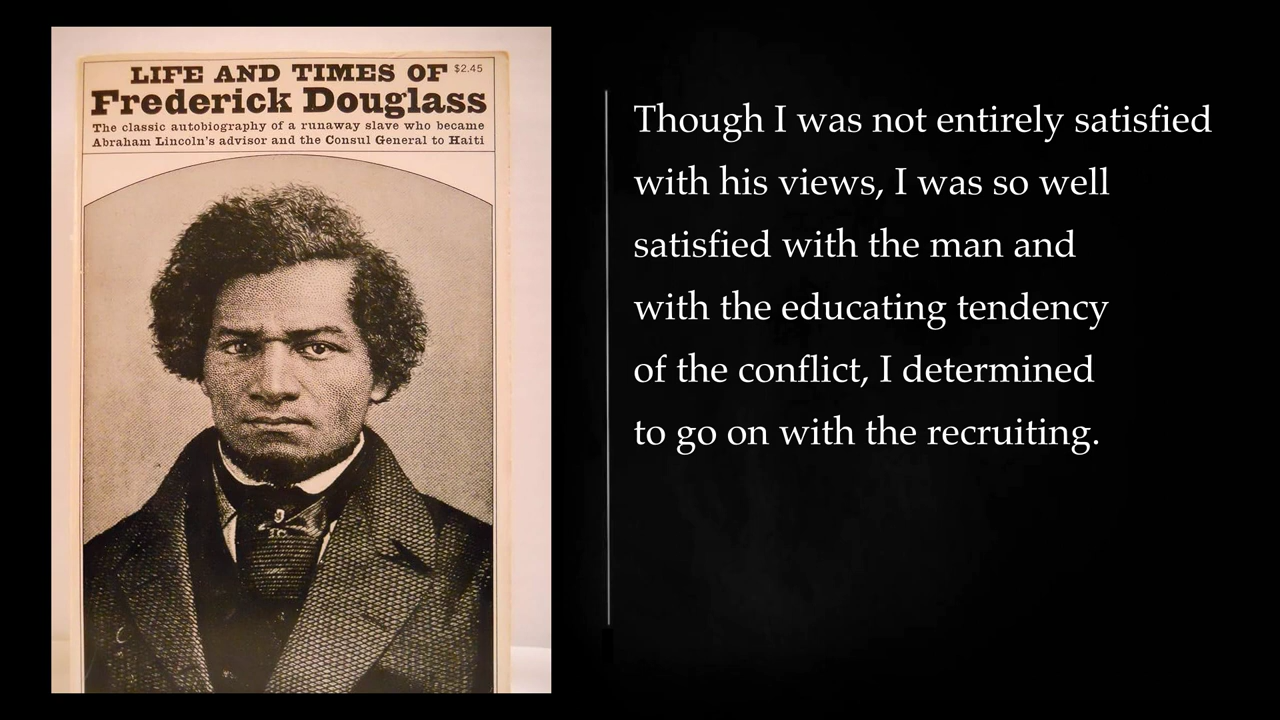 LIFE AND TIMES OF $2.45
Frederick Douglass
The classic autobiography of a runaway slave who became
Abraham Lincoln's advisor and the Consul General to Haiti
Though I was not entirely satisfied
with his views, I was so well
satisfied with the man and
with the educating tendency
of the conflict, I determined
to go on with the recruiting.